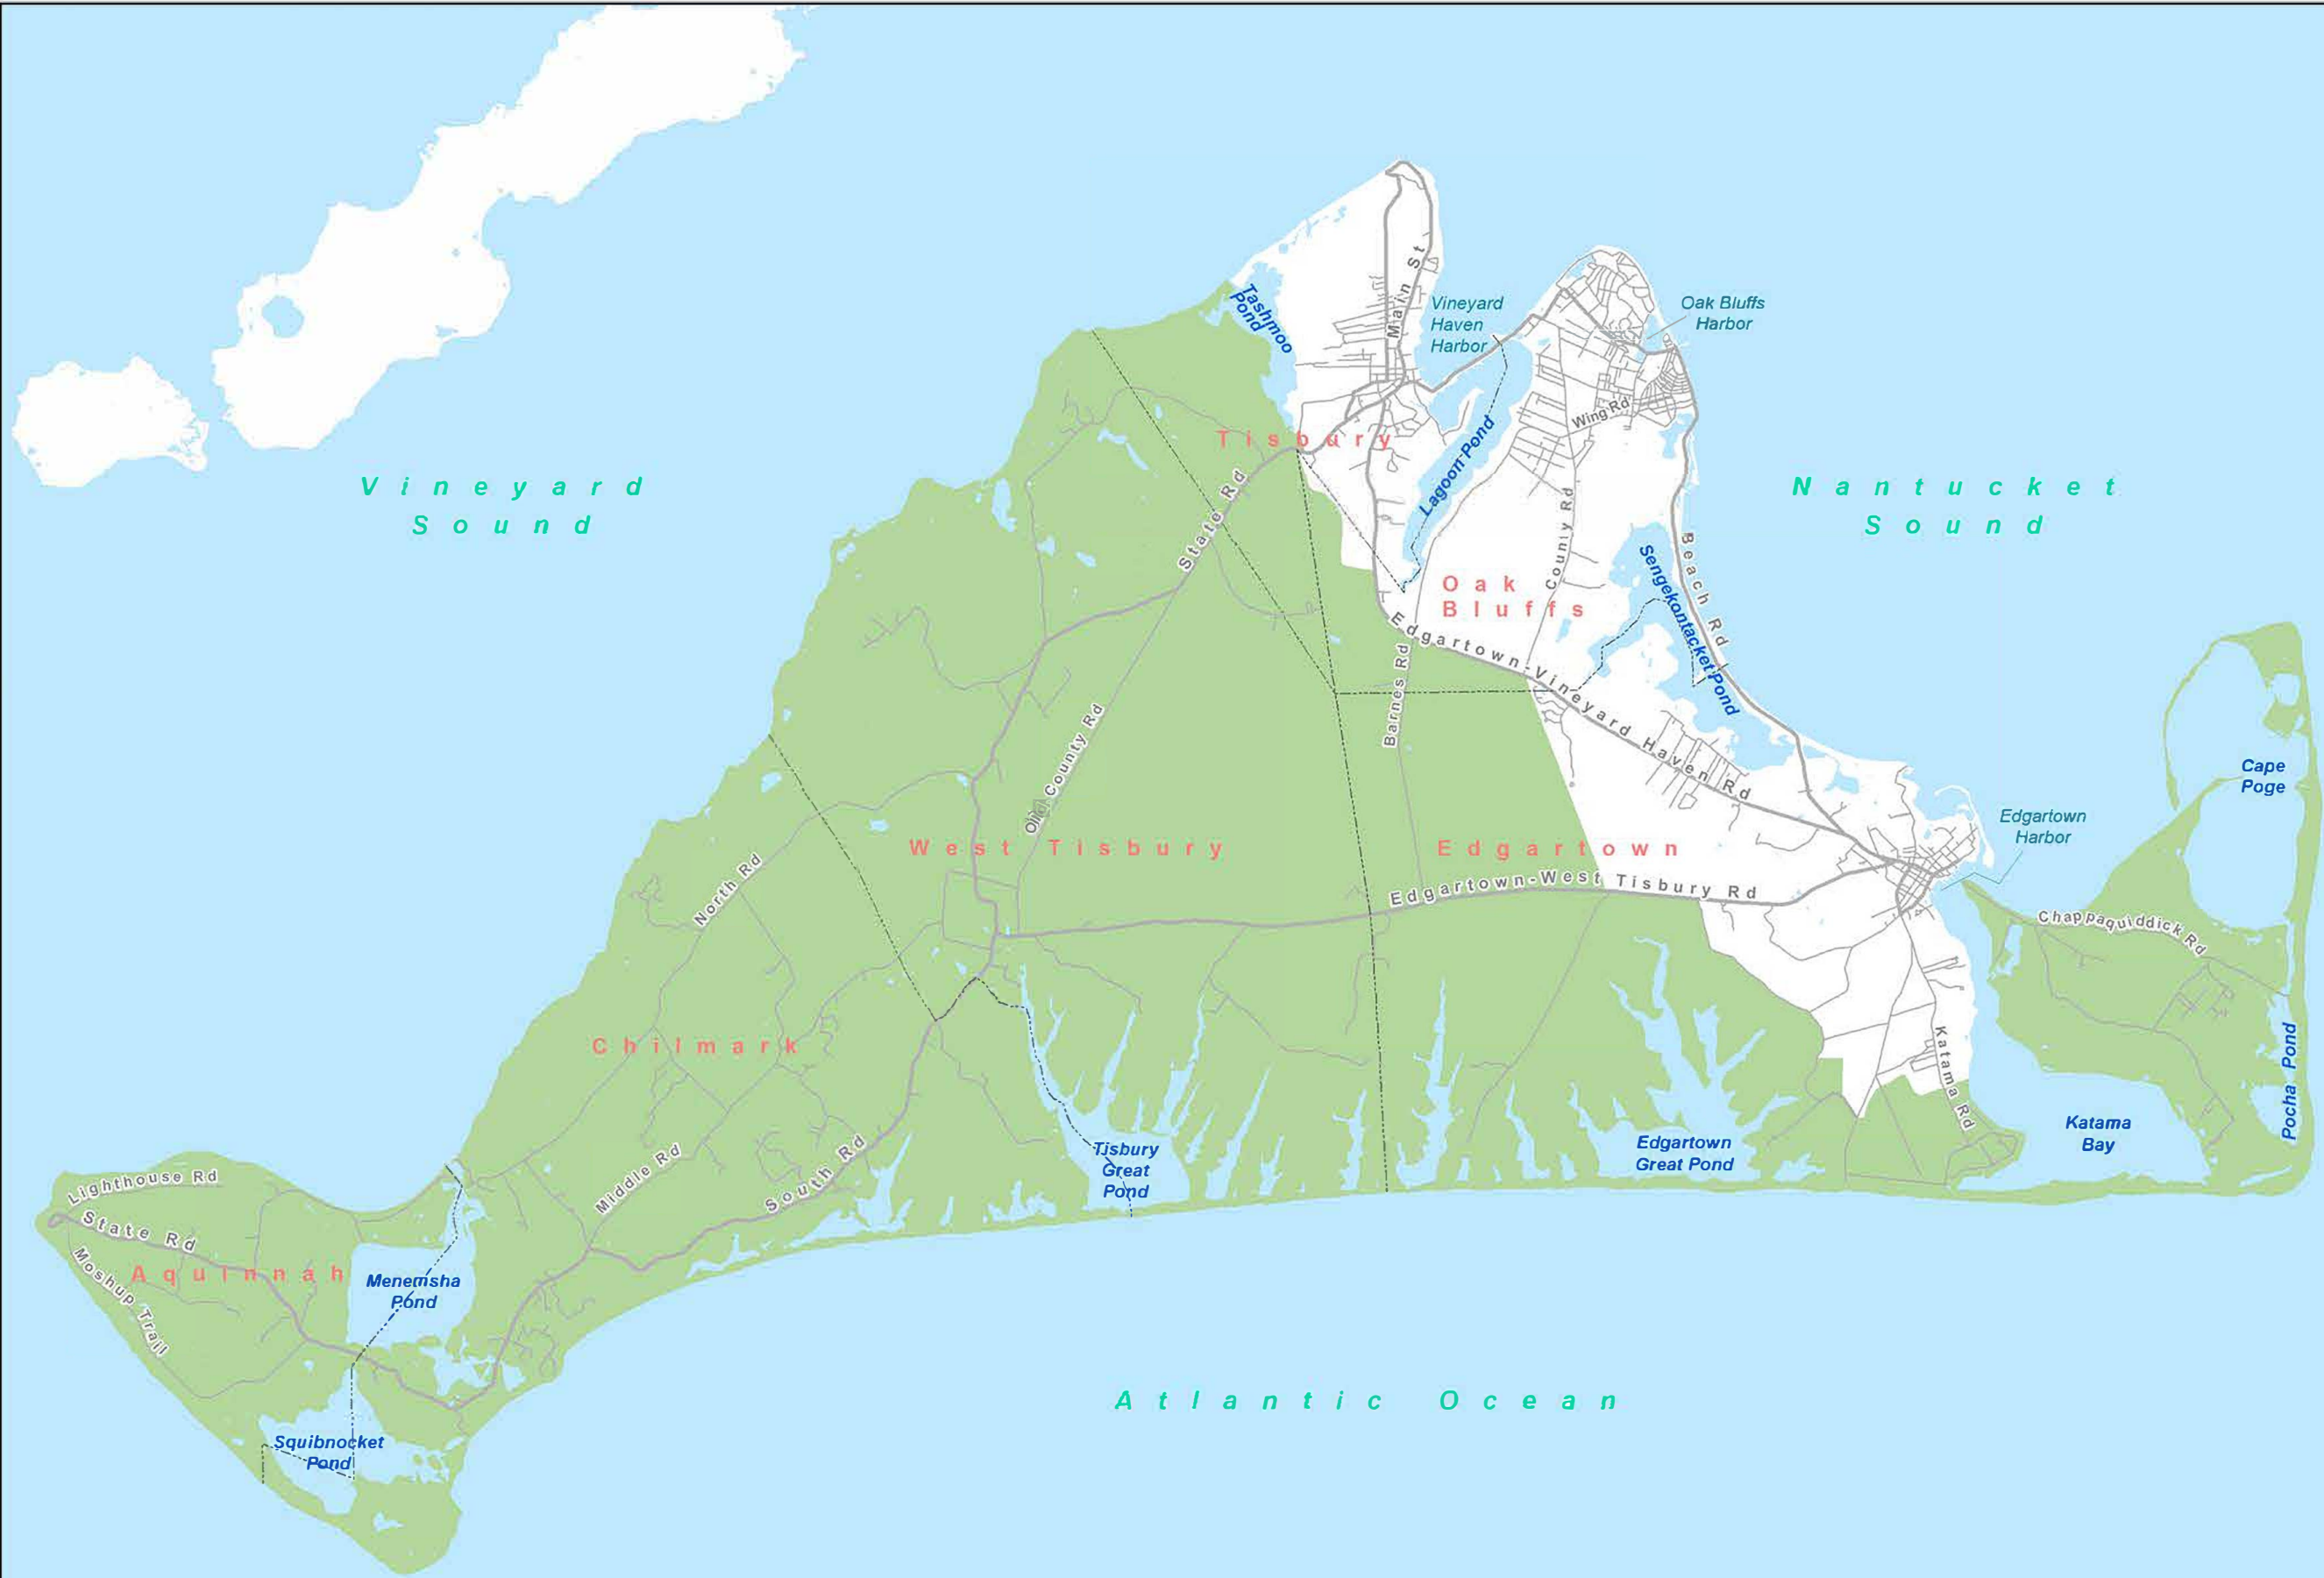 Tashmoo
Pond
Main St
Vineyard
Haven
Harbor
Oak Bluffs
Harbor
Wing Rd
Tisbury
Lagoon Pond
State Rd
Vineyard
Sound
Nantucket
Sound
County Rd
Beach Rd
Sengekontacket Pond
Oak
Bluffs
Edgartown-Vineyard Haven Rd
Barnes Rd
Old County Rd
Cape
Poge
Edgartown
Harbor
West Tisbury
Edgartown
North Rd
Edgartown-West Tisbury Rd
Chappaquiddick Rd
Chilmark
Katama Rd
Pocha Pond
Katama
Bay
Tisbury
Great
Pond
Edgartown
Great Pond
Middle Rd
South Rd
Lighthouse Rd
State Rd
Moshup Trail
Aquinnah
Menemsha
Pond
Atlantic Ocean
Squibnocket
Pond